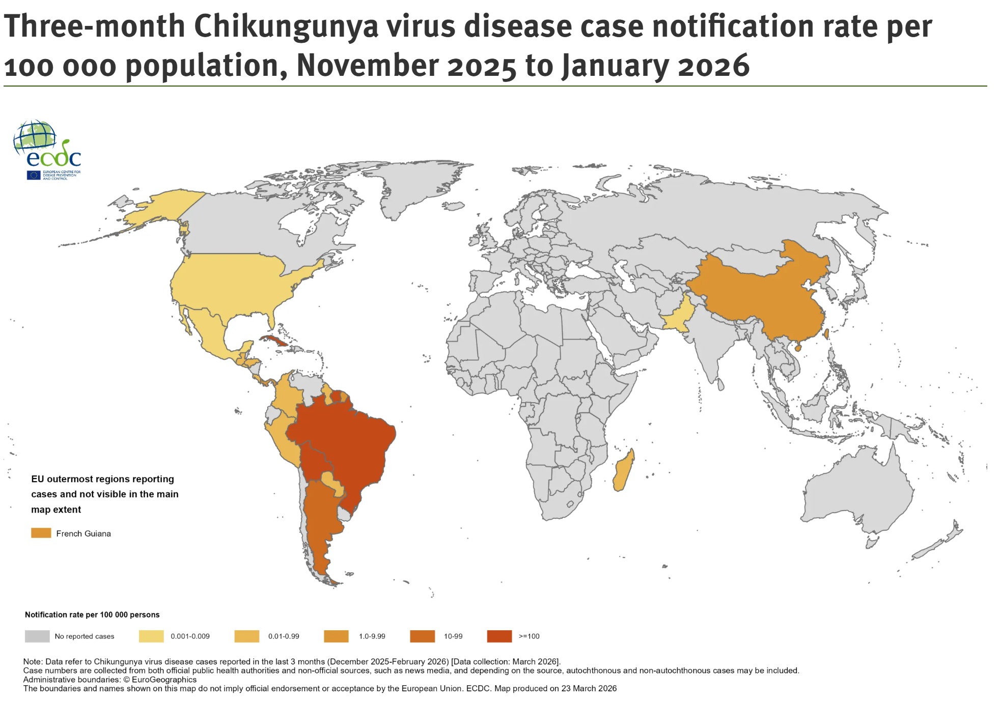 Three-month Chikungunya virus disease case notification rate per
100 000 population, November 2025 to January 2026
ecdc
EUROPEAN CENTRE FOR
DISEASE PREVENTION
AND CONTROL
EU outermost regions reporting
cases and not visible in the main
map extent
French Guiana
Notification rate per 100 000 persons
No reported cases 0.001-0.009 0.01-0.99 1.0-9.99 10-99 >=100
Note: Data refer to Chikungunya virus disease cases reported in the last 3 months (December 2025-February 2026) [Data collection: March 2026].
Case numbers are collected from both official public health authorities and non-official sources, such as news media, and depending on the source, autochthonous and non-autochthonous cases may be included.
Administrative boundaries: © EuroGeographics
The boundaries and names shown on this map do not imply official endorsement or acceptance by the European Union. ECDC. Map produced on 23 March 2026